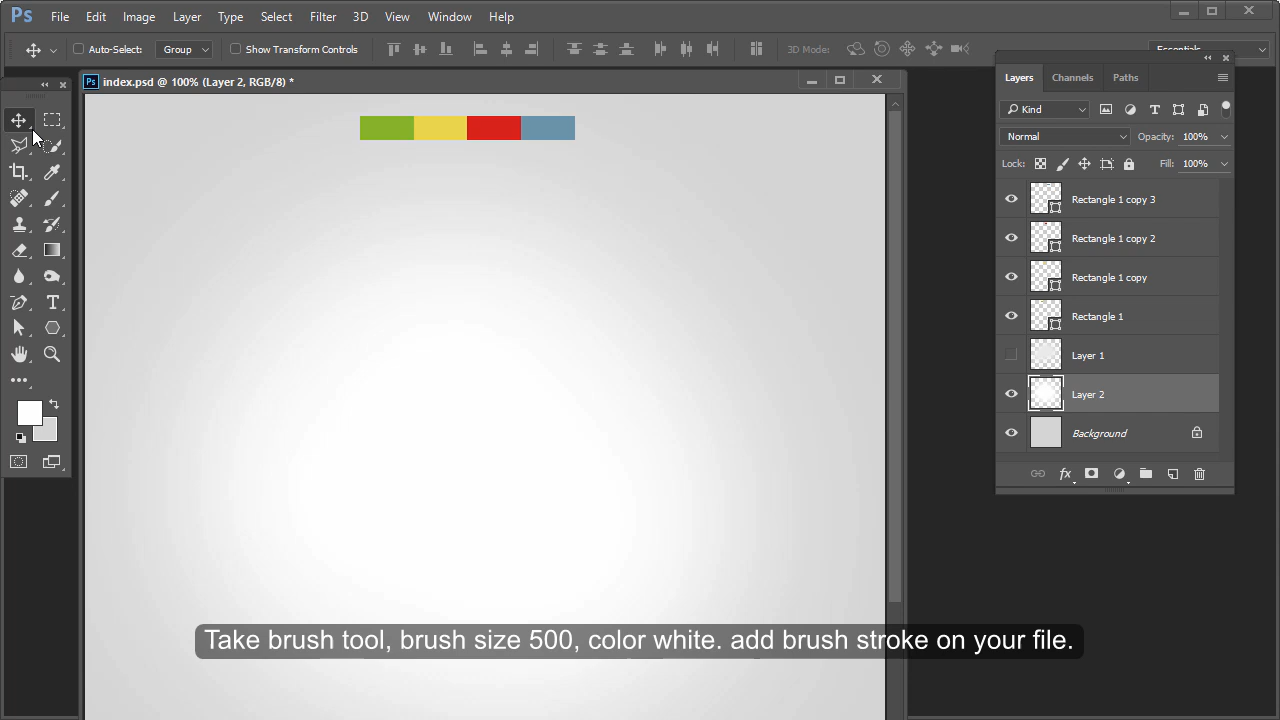 Ps File Edit Image Layer Type Select Filter 3D View Window Help
Auto-Select: Group Show Transform Controls 3D Mode: Essentials
Ps index.psd @ 100% (Layer 2, RGB/8) *
Layers Channels Paths
Kind
Normal Opacity: 100%
Lock: Fill: 100%
Rectangle 1 copy 3
Rectangle 1 copy 2
Rectangle 1 copy
Rectangle 1
Layer 1
Layer 2
Background
fx
Take brush tool, brush size 500, color white. add brush stroke on your file.